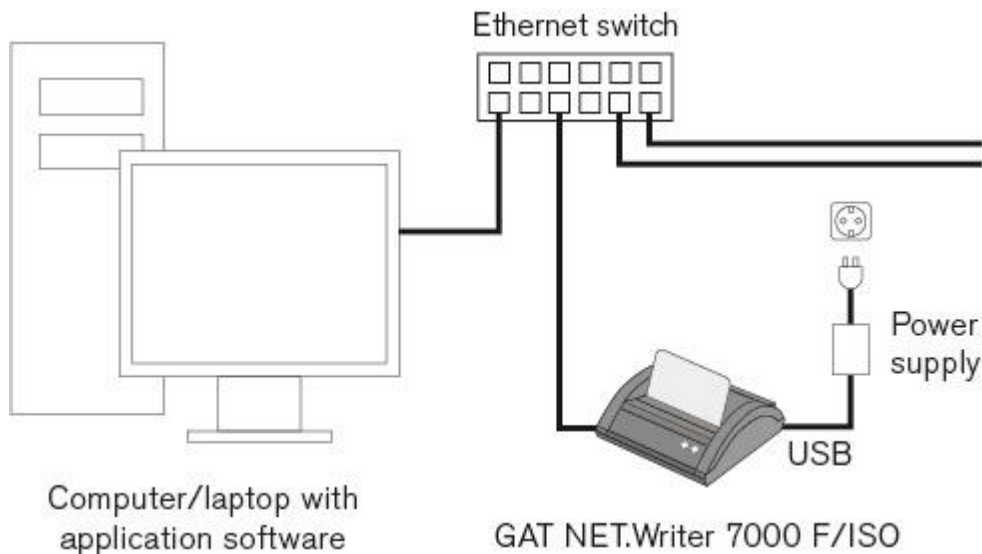 Ethernet switch
Power
supply
USB
Computer/laptop with
application software
GAT NET.Writer 7000 F/ISO